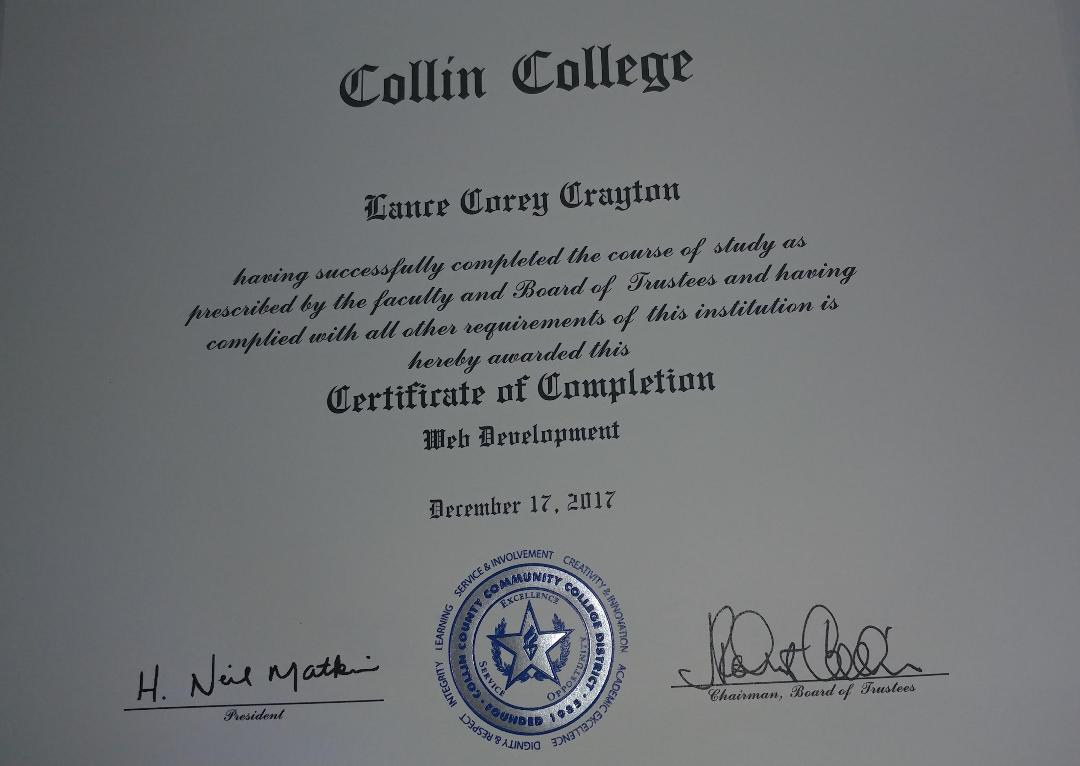 Collin College
Lance Corey Crayton
having successfully completed the course of study as
prescribed by the faculty and Board of Trustees and having
complied with all other requirements of this institution is
hereby awarded this
Certificate of Completion
Web Development
December 17, 2017
SERVICE & INVOLVEMENT CREATIVITY & INNOVATION ACADEMIC EXCELLENCE DIGNITY & RESPECT INTEGRITY LEARNING
COLLIN COUNTY COMMUNITY COLLEGE DISTRICT
FOUNDED 1985
EXCELLENCE
SERVICE
OPPORTUNITY
H. Neil Matkin
President
Chairman, Board of Trustees